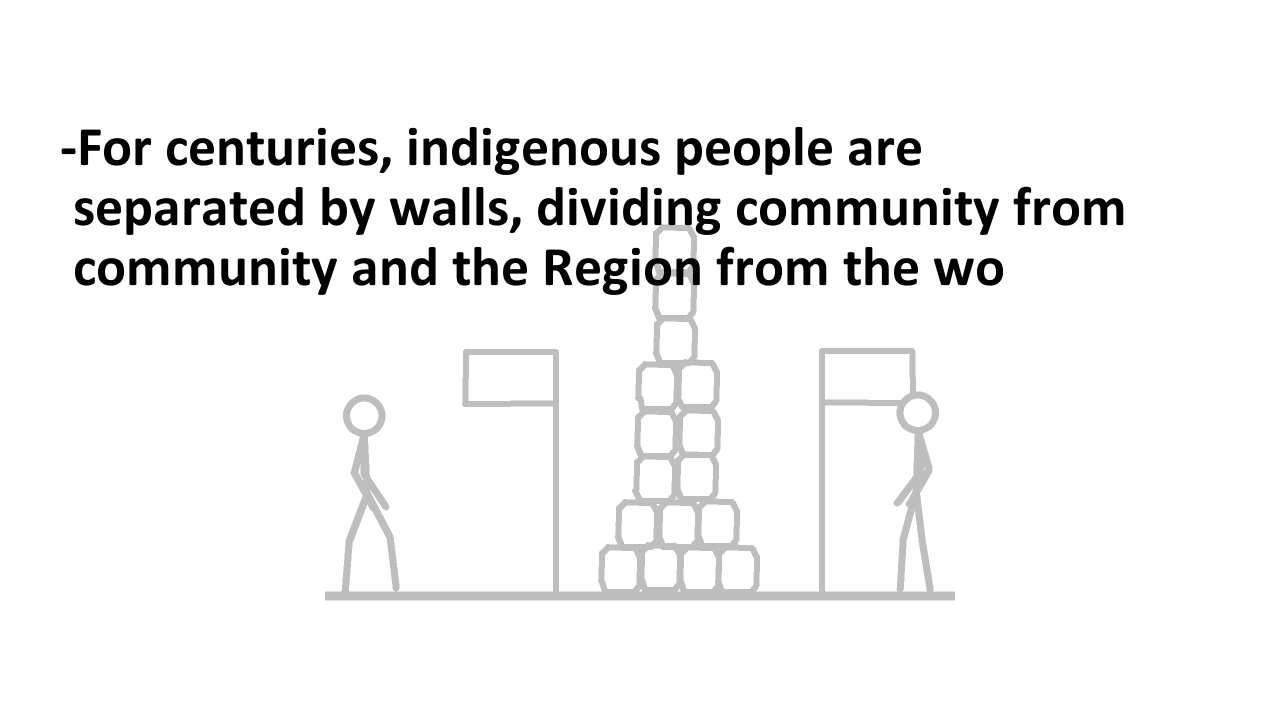 -For centuries, indigenous people are
separated by walls, dividing community from
community and the Region from the wo